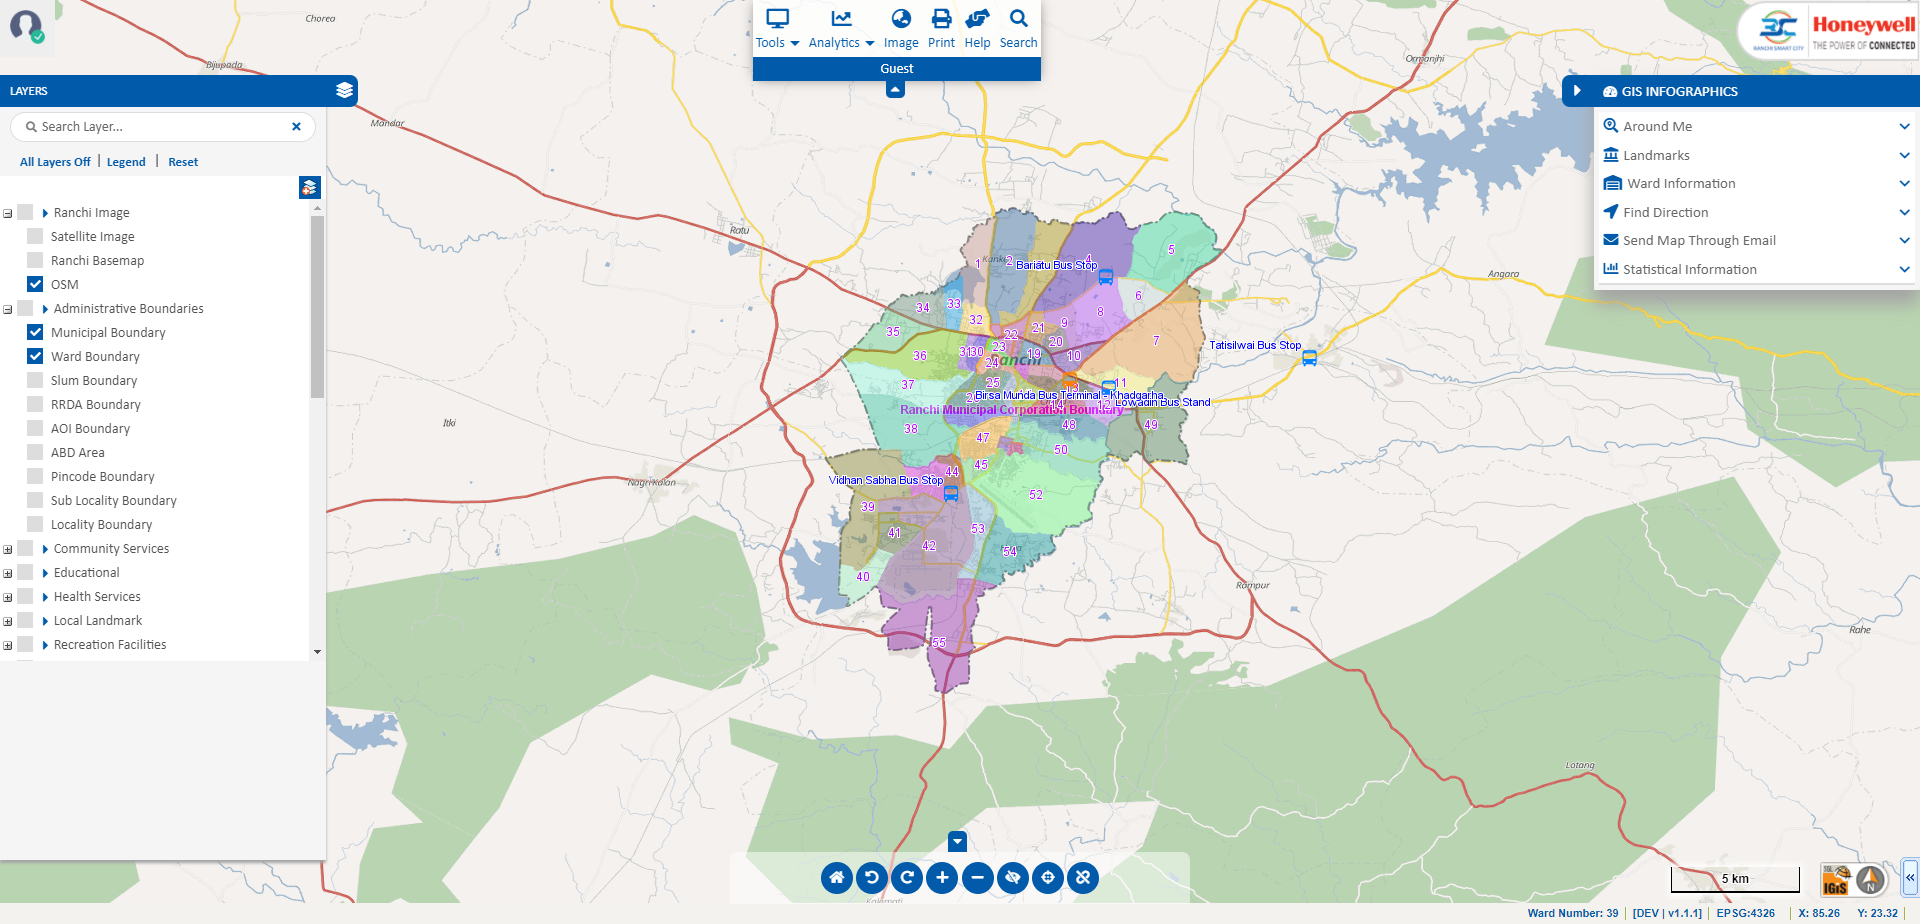 Tools
Analytics
Image
Print
Help
Search
Guest
RANCHI SMART CITY
Honeywell
THE POWER OF CONNECTED
LAYERS
Search Layer...
All Layers Off | Legend | Reset
Ranchi Image
Satellite Image
Ranchi Basemap
OSM
Administrative Boundaries
Municipal Boundary
Ward Boundary
Slum Boundary
RRDA Boundary
AOI Boundary
ABD Area
Pincode Boundary
Sub Locality Boundary
Locality Boundary
Community Services
Educational
Health Services
Local Landmark
Recreation Facilities
GIS INFOGRAPHICS
Around Me
Landmarks
Ward Information
Find Direction
Send Map Through Email
Statistical Information
Chorea
Bijupada
Mandar
Ormanjhi
Ratu
Angara
Itki
Nagri Kalan
Rampur
Rahe
Lotang
Kalamati
Ranchi
1
2
4
5
Bariatu Bus Stop
6
33
34
32
8
9
35
22
21
20
7
36
31
30
23
19
10
Tatisilwai Bus Stop
24
37
25
11
Birsa Munda Bus Terminal - Khadgarha
Lowadih Bus Stand
14
12
Ranchi Municipal Corporation Boundary
38
48
49
47
50
45
44
Vidhan Sabha Bus Stop
52
39
41
53
42
54
40
55
5 km
IGiS
N
Ward Number: 39 | [DEV | v1.1.1] | EPSG:4326 | X: 85.26 Y: 23.32